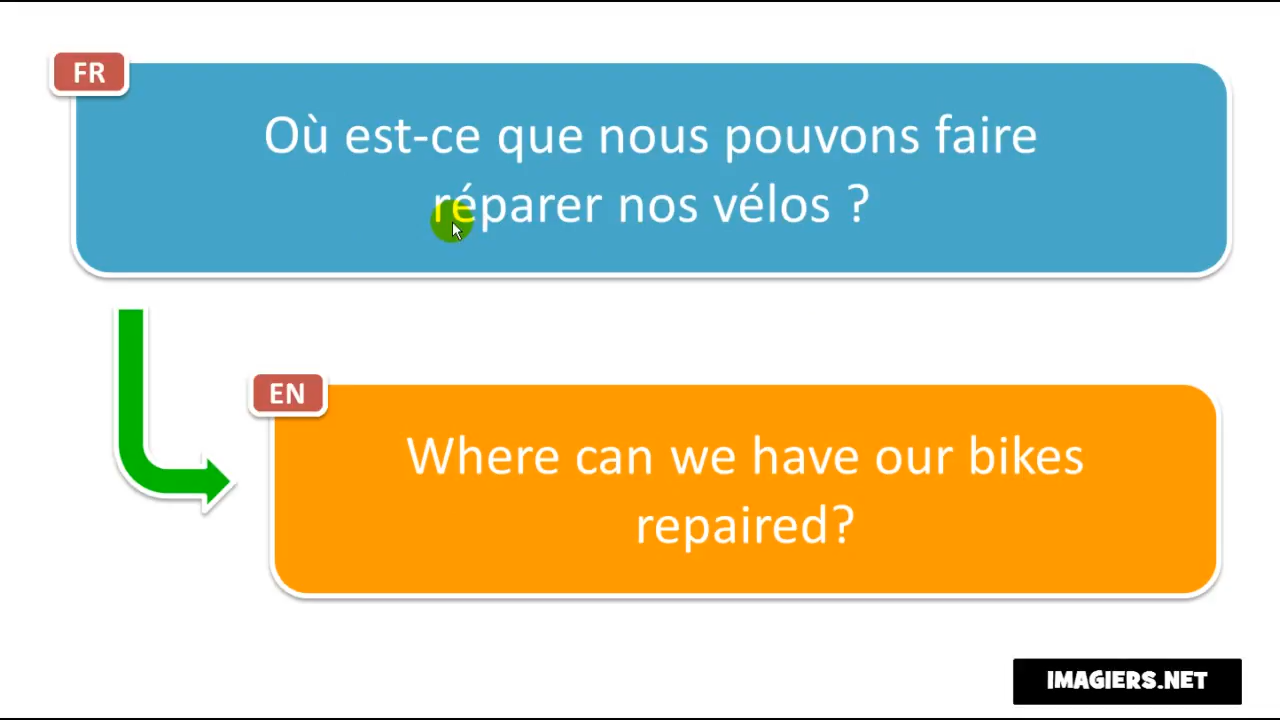 FR
Où est-ce que nous pouvons faire
réparer nos vélos ?
EN
Where can we have our bikes
repaired?
IMAGIERS.NET